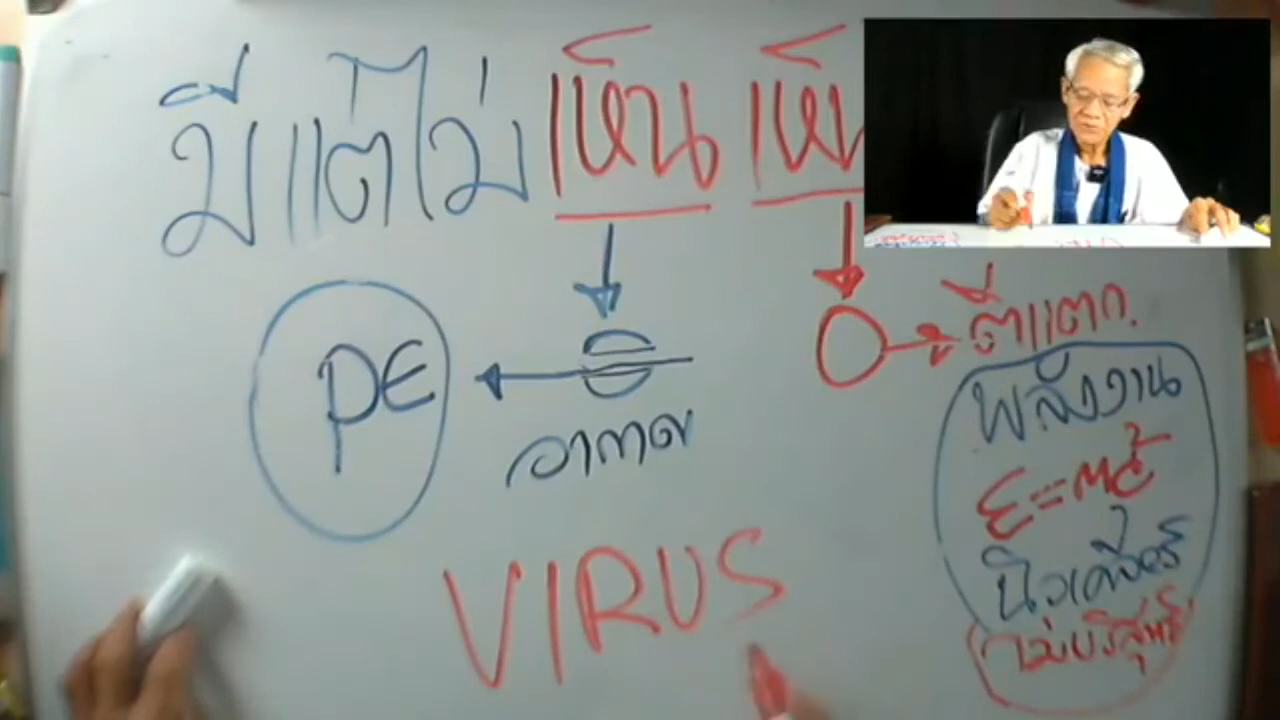 มีแต่ไม่เห็น เห็
ตีแตก.
PE
พลังงาน
อากาศ
E=mc²
นิวเคลียร์
VIRUS
ไม่บริสุทธิ์